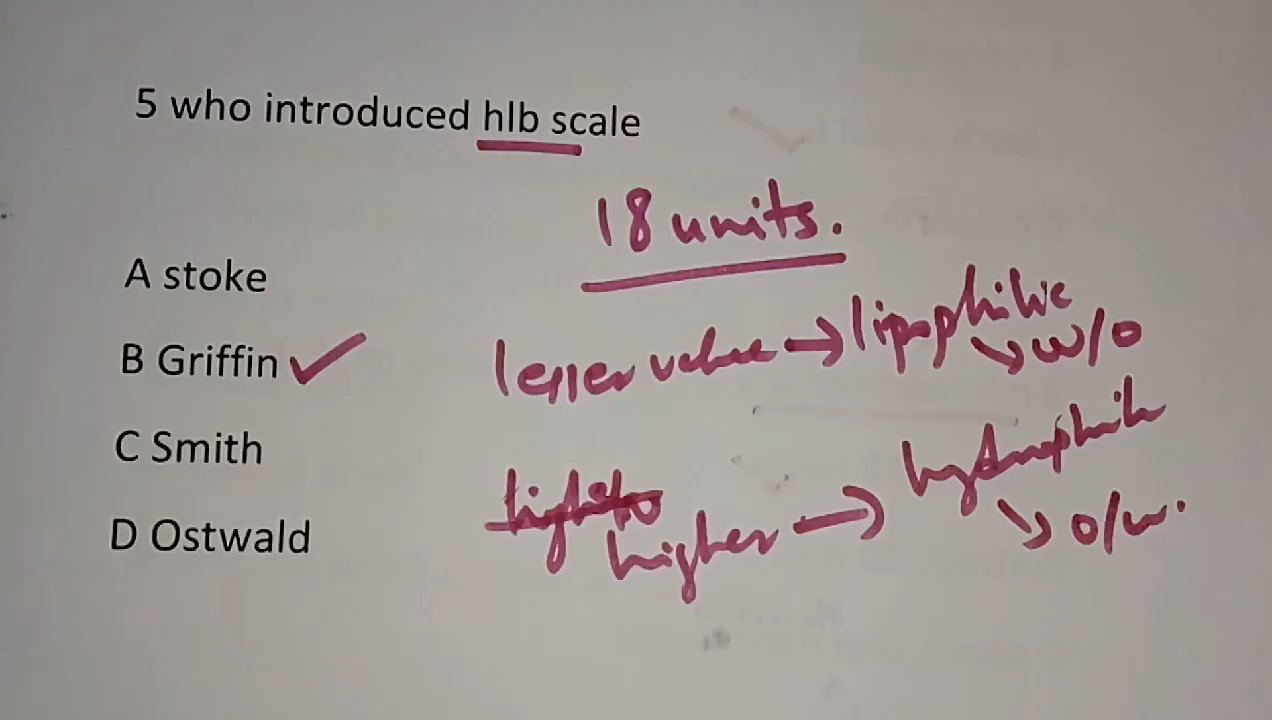 5 who introduced hlb scale
18 units.
A stoke
B Griffin
lesser value → lipophilic
↘ w/o
C Smith
higher → hydrophilic
↘ o/w.
D Ostwald